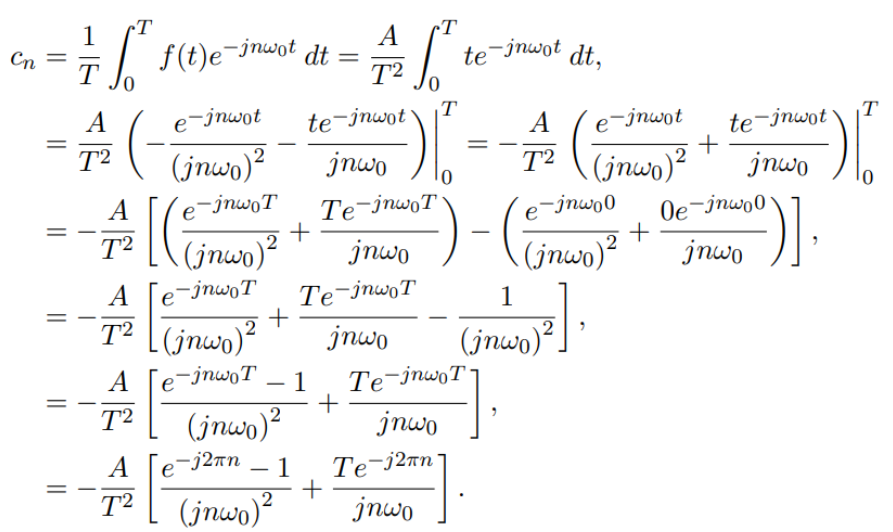 $c_n = \frac{1}{T} \int_0^T f(t)e^{-jn\omega_0 t}\, dt = \frac{A}{T^2} \int_0^T te^{-jn\omega_0 t}\, dt,$
$= \frac{A}{T^2} \left( -\frac{e^{-jn\omega_0 t}}{(jn\omega_0)^2} - \frac{te^{-jn\omega_0 t}}{jn\omega_0} \right) \Big|_0^T = -\frac{A}{T^2} \left( \frac{e^{-jn\omega_0 t}}{(jn\omega_0)^2} + \frac{te^{-jn\omega_0 t}}{jn\omega_0} \right) \Big|_0^T$
$= -\frac{A}{T^2} \left[ \left( \frac{e^{-jn\omega_0 T}}{(jn\omega_0)^2} + \frac{Te^{-jn\omega_0 T}}{jn\omega_0} \right) - \left( \frac{e^{-jn\omega_0 0}}{(jn\omega_0)^2} + \frac{0e^{-jn\omega_0 0}}{jn\omega_0} \right) \right],$
$= -\frac{A}{T^2} \left[ \frac{e^{-jn\omega_0 T}}{(jn\omega_0)^2} + \frac{Te^{-jn\omega_0 T}}{jn\omega_0} - \frac{1}{(jn\omega_0)^2} \right],$
$= -\frac{A}{T^2} \left[ \frac{e^{-jn\omega_0 T} - 1}{(jn\omega_0)^2} + \frac{Te^{-jn\omega_0 T}}{jn\omega_0} \right],$
$= -\frac{A}{T^2} \left[ \frac{e^{-j2\pi n} - 1}{(jn\omega_0)^2} + \frac{Te^{-j2\pi n}}{jn\omega_0} \right].$